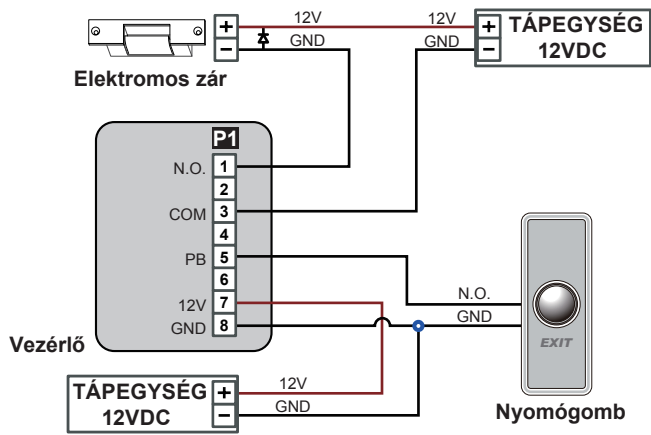 12V
12V
+
+
TÁPEGYSÉG
12VDC
−
GND
GND
−
Elektromos zár
P1
N.O.
1
2
COM
3
4
PB
5
6
12V
7
GND
8
Vezérlő
N.O.
GND
EXIT
Nyomógomb
TÁPEGYSÉG
12VDC
+
12V
−
GND